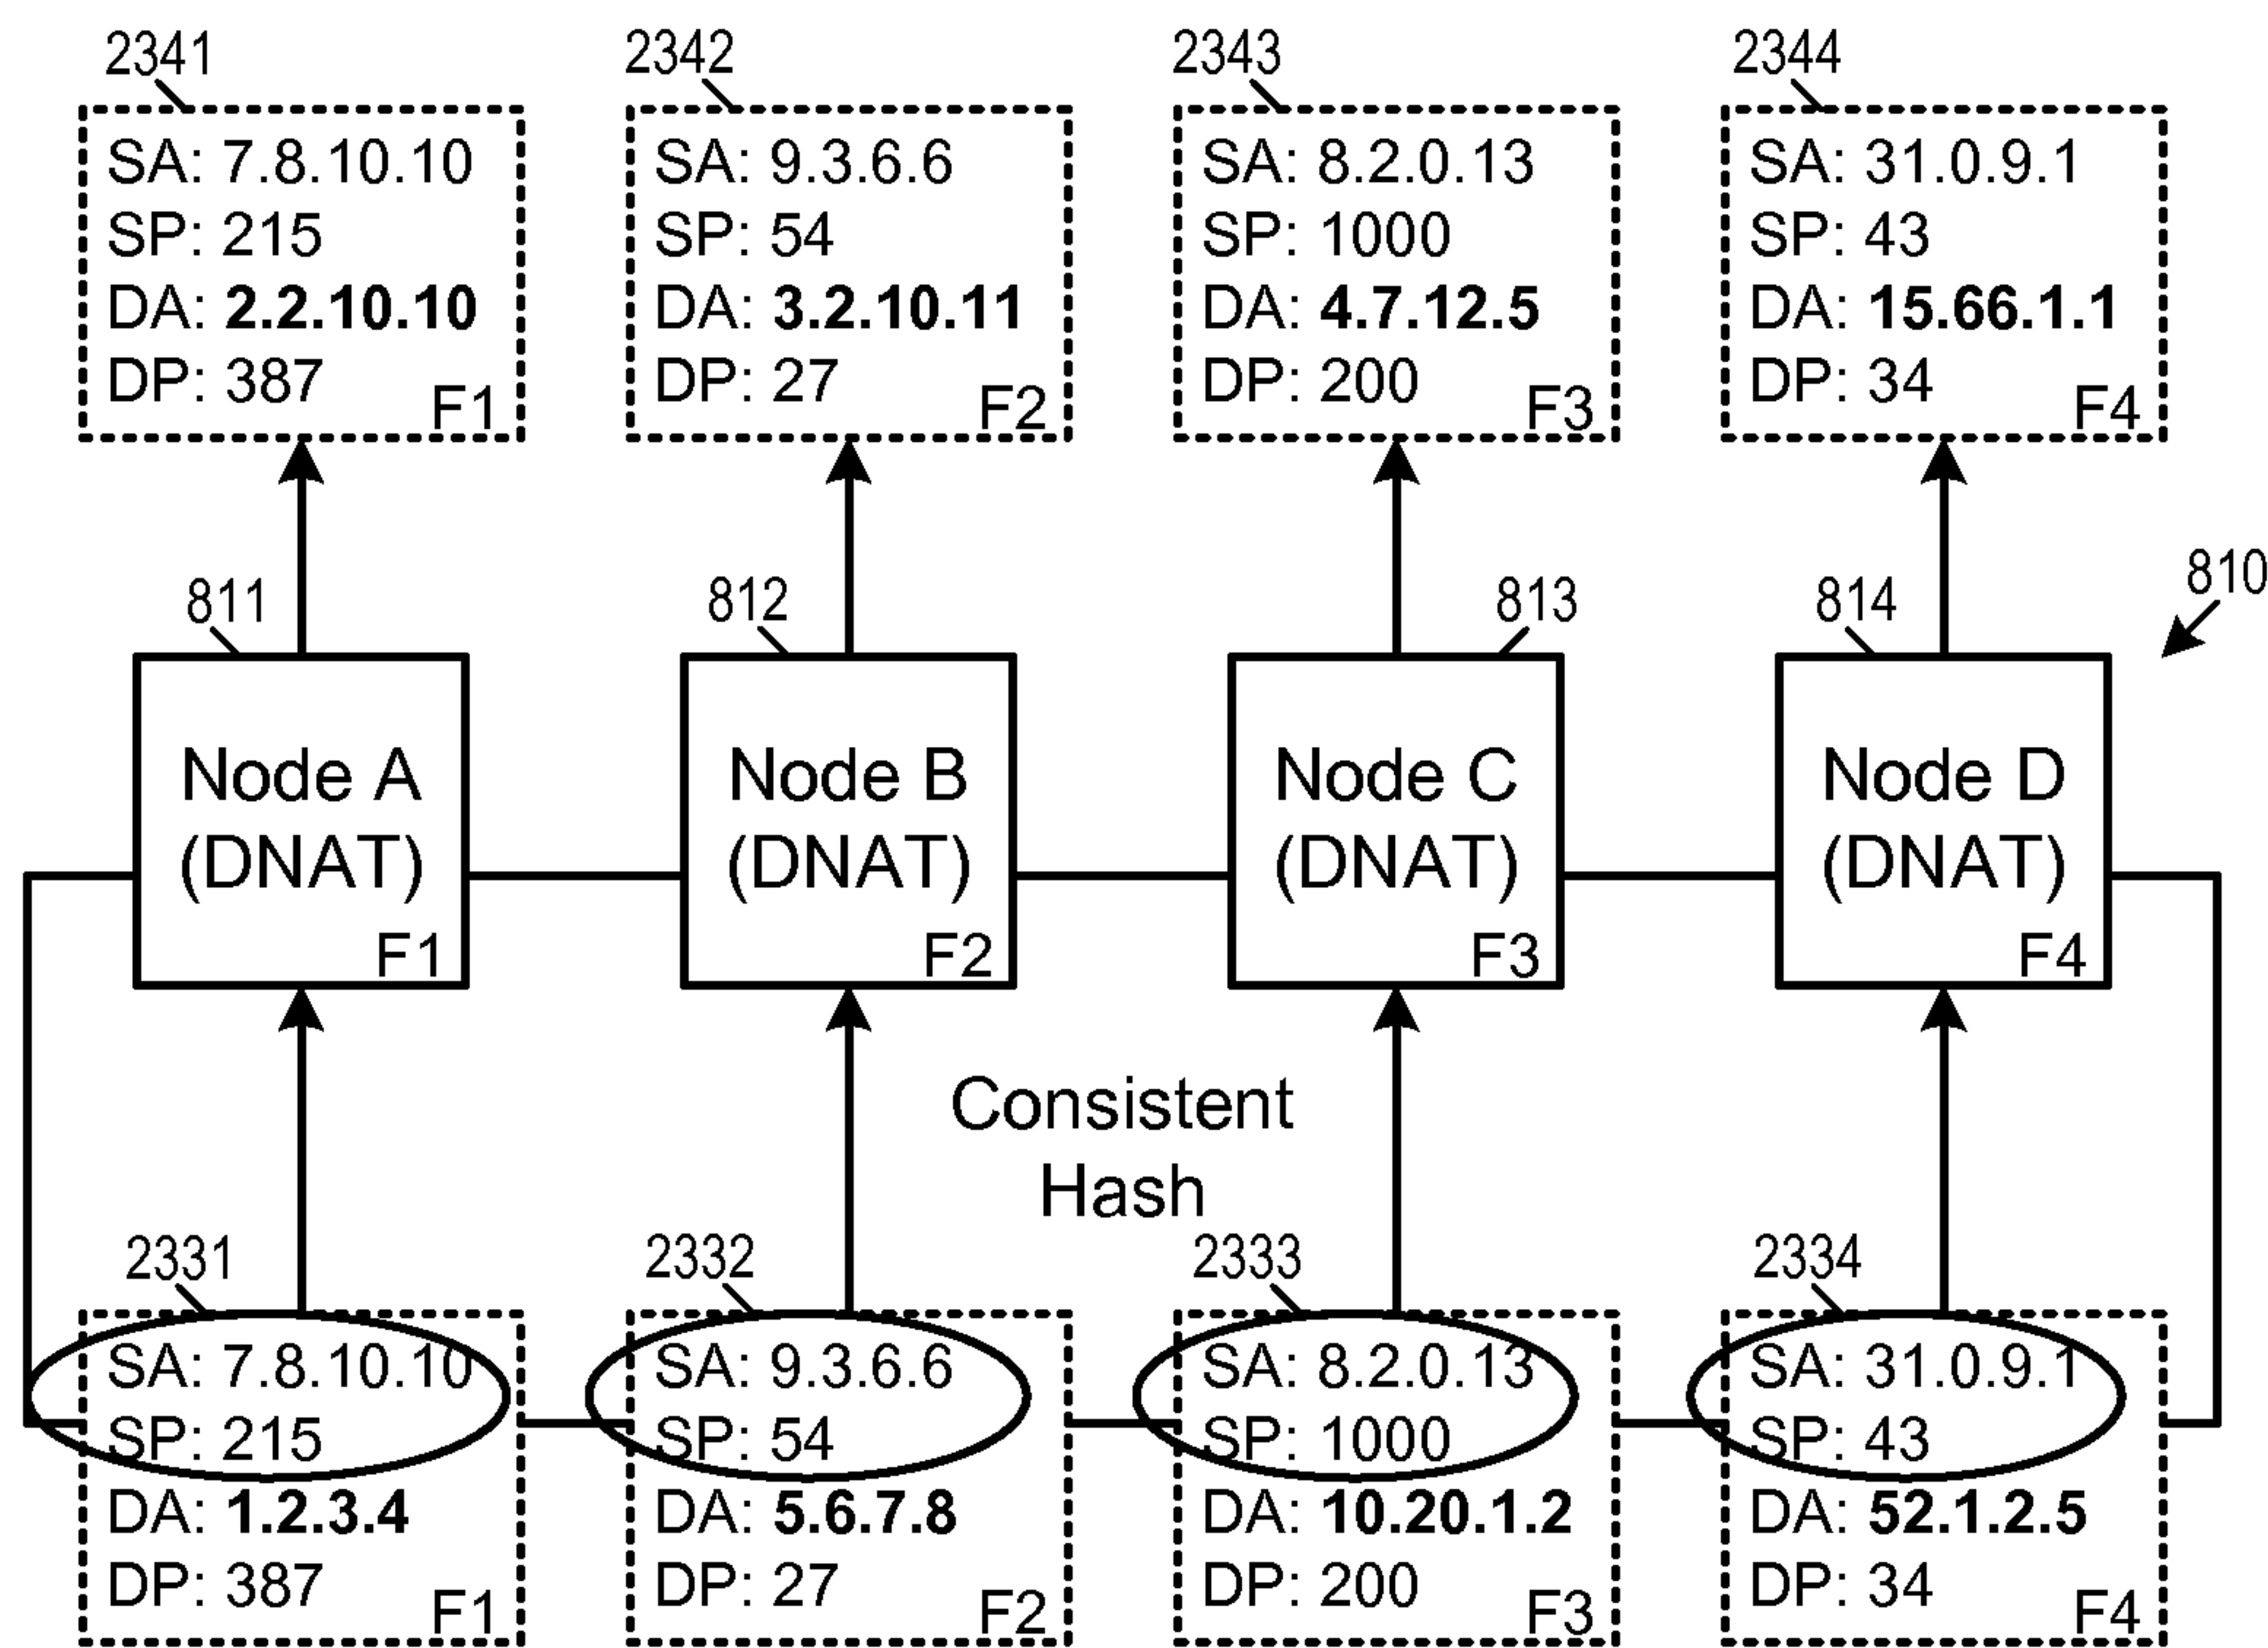 2341
SA: 7.8.10.10
SP: 215
DA: 2.2.10.10
DP: 387
F1
2342
SA: 9.3.6.6
SP: 54
DA: 3.2.10.11
DP: 27
F2
2343
SA: 8.2.0.13
SP: 1000
DA: 4.7.12.5
DP: 200
F3
2344
SA: 31.0.9.1
SP: 43
DA: 15.66.1.1
DP: 34
F4
810
811
Node A
(DNAT)
F1
812
Node B
(DNAT)
F2
813
Node C
(DNAT)
F3
814
Node D
(DNAT)
F4
Consistent
Hash
2331
SA: 7.8.10.10
SP: 215
DA: 1.2.3.4
DP: 387
F1
2332
SA: 9.3.6.6
SP: 54
DA: 5.6.7.8
DP: 27
F2
2333
SA: 8.2.0.13
SP: 1000
DA: 10.20.1.2
DP: 200
F3
2334
SA: 31.0.9.1
SP: 43
DA: 52.1.2.5
DP: 34
F4